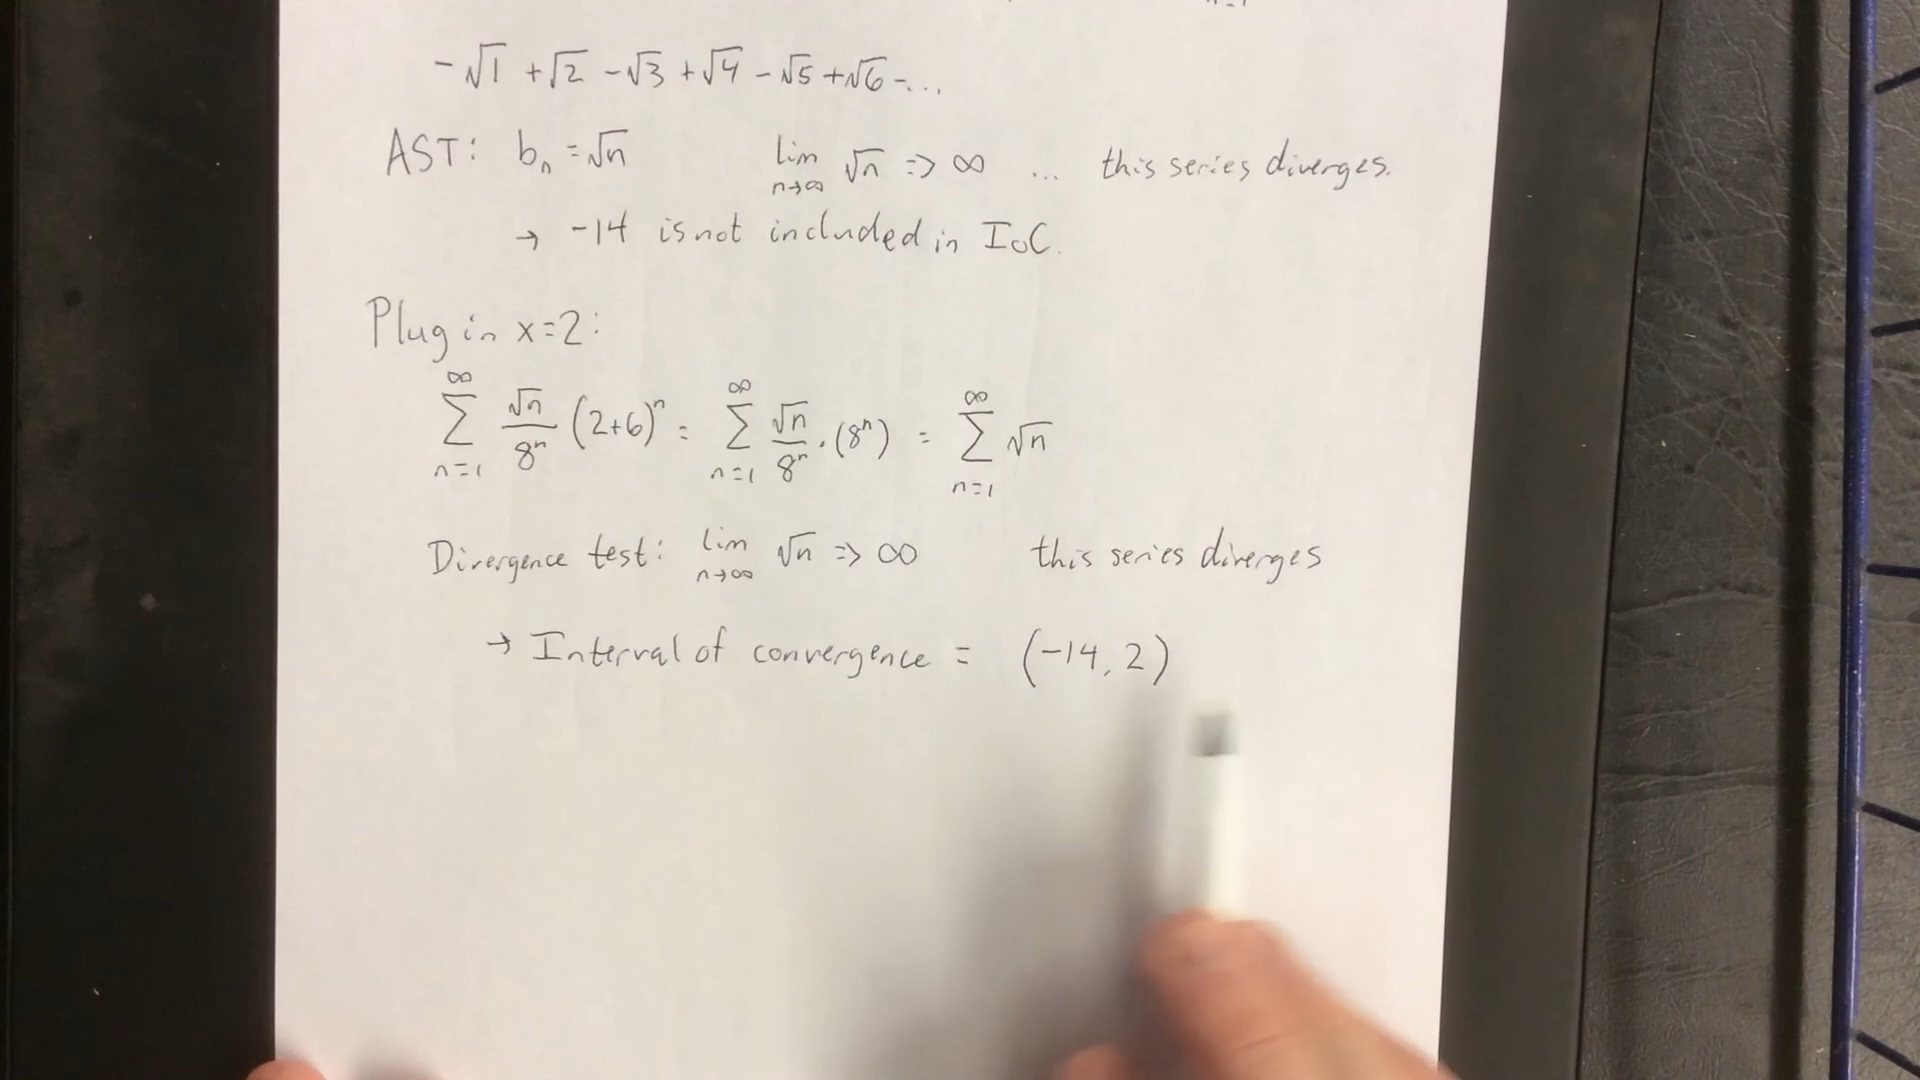 -√1 + √2 - √3 + √4 - √5 + √6 - ...
AST: bₙ = √n lim n→∞ √n => ∞ ... this series diverges.
→ -14 is not included in IoC.
Plug in x=2:
∞ ∑ n=1 √n/8ⁿ (2+6)ⁿ = ∞ ∑ n=1 √n/8ⁿ · (8ⁿ) = ∞ ∑ n=1 √n
Divergence test: lim n→∞ √n => ∞ this series diverges
→ Interval of convergence = (-14, 2)